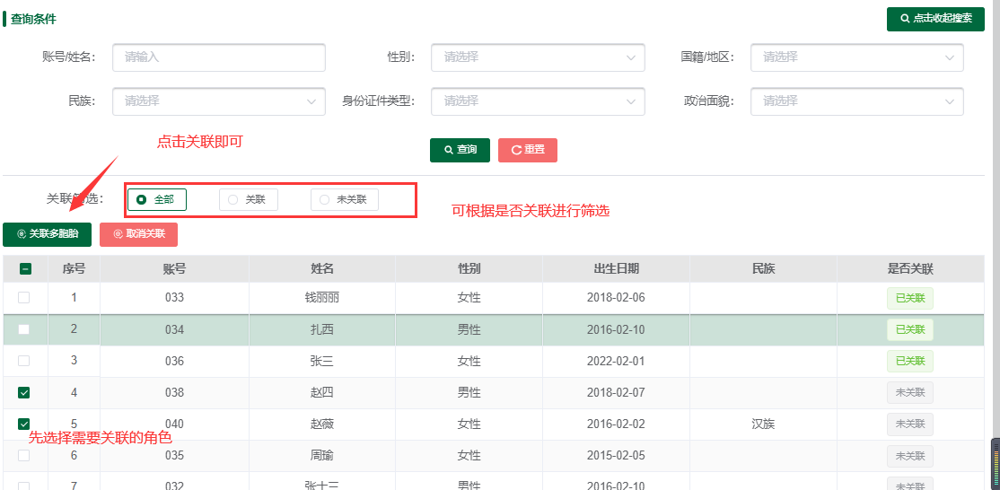 查询条件 点击收起搜索
账号/姓名: 请输入 性别: 请选择 国籍/地区: 请选择
民族: 请选择 身份证件类型: 请选择 政治面貌: 请选择
点击关联即可
查询 重置
关联筛选: 全部 关联 未关联
可根据是否关联进行筛选
关联多胞胎 取消关联
序号 账号 姓名 性别 出生日期 民族 是否关联
1 033 钱丽丽 女性 2018-02-06 已关联
2 034 扎西 男性 2016-02-10 已关联
3 036 张三 女性 2022-02-01 已关联
4 038 赵四 男性 2018-02-07 未关联
5 040 赵薇 女性 2016-02-02 汉族 未关联
先选择需要关联的角色
6 035 周瑜 女性 2015-02-05 未关联
7 032 张十三 男性 2016-02-10 未关联